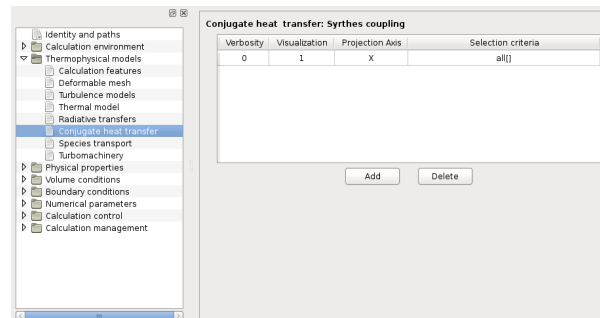 Identity and paths
Calculation environment
Thermophysical models
Calculation features
Deformable mesh
Turbulence models
Thermal model
Radiative transfers
Conjugate heat transfer
Species transport
Turbomachinery
Physical properties
Volume conditions
Boundary conditions
Numerical parameters
Calculation control
Calculation management
Conjugate heat transfer: Syrthes coupling
Verbosity Visualization Projection Axis Selection criteria
0 1 X all[]
Add Delete